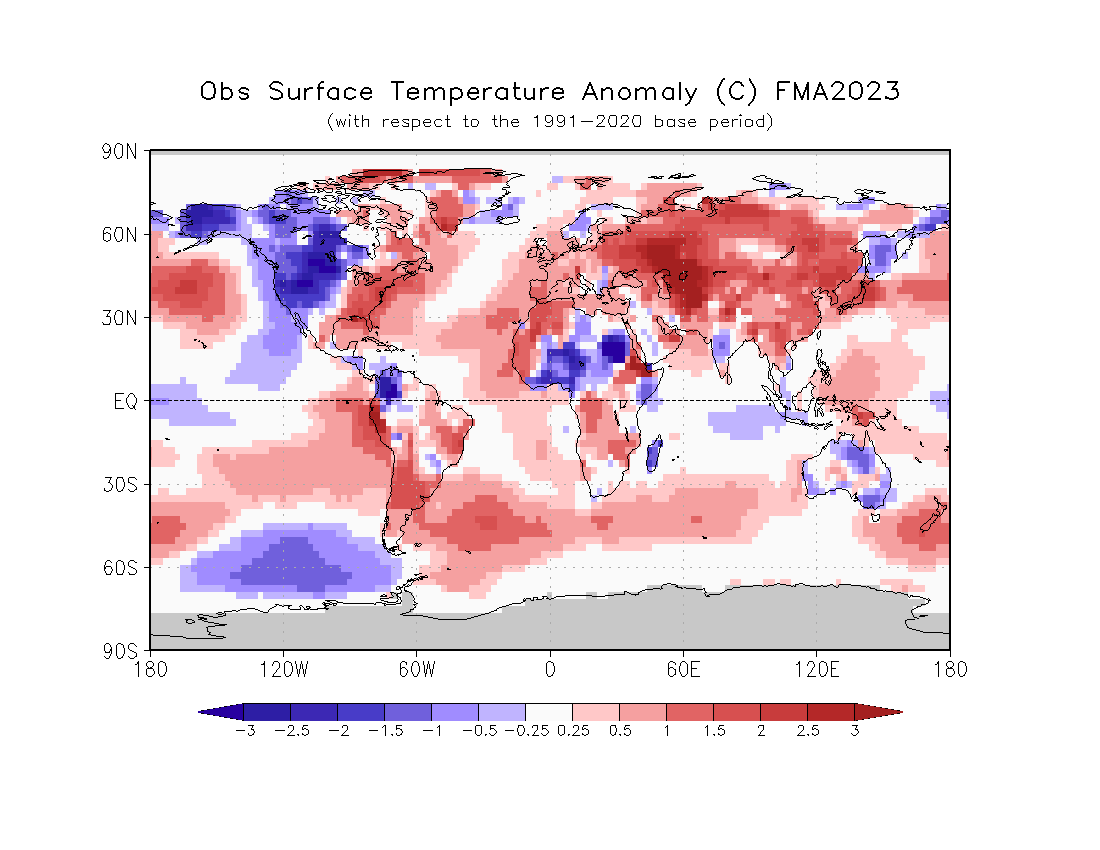 Obs Surface Temperature Anomaly (C) FMA2023
(with respect to the 1991−2020 base period)
90N
60N
30N
EQ
30S
60S
90S
180 120W 60W 0 60E 120E 180
−3 −2.5 −2 −1.5 −1 −0.5 −0.25 0.25 0.5 1 1.5 2 2.5 3